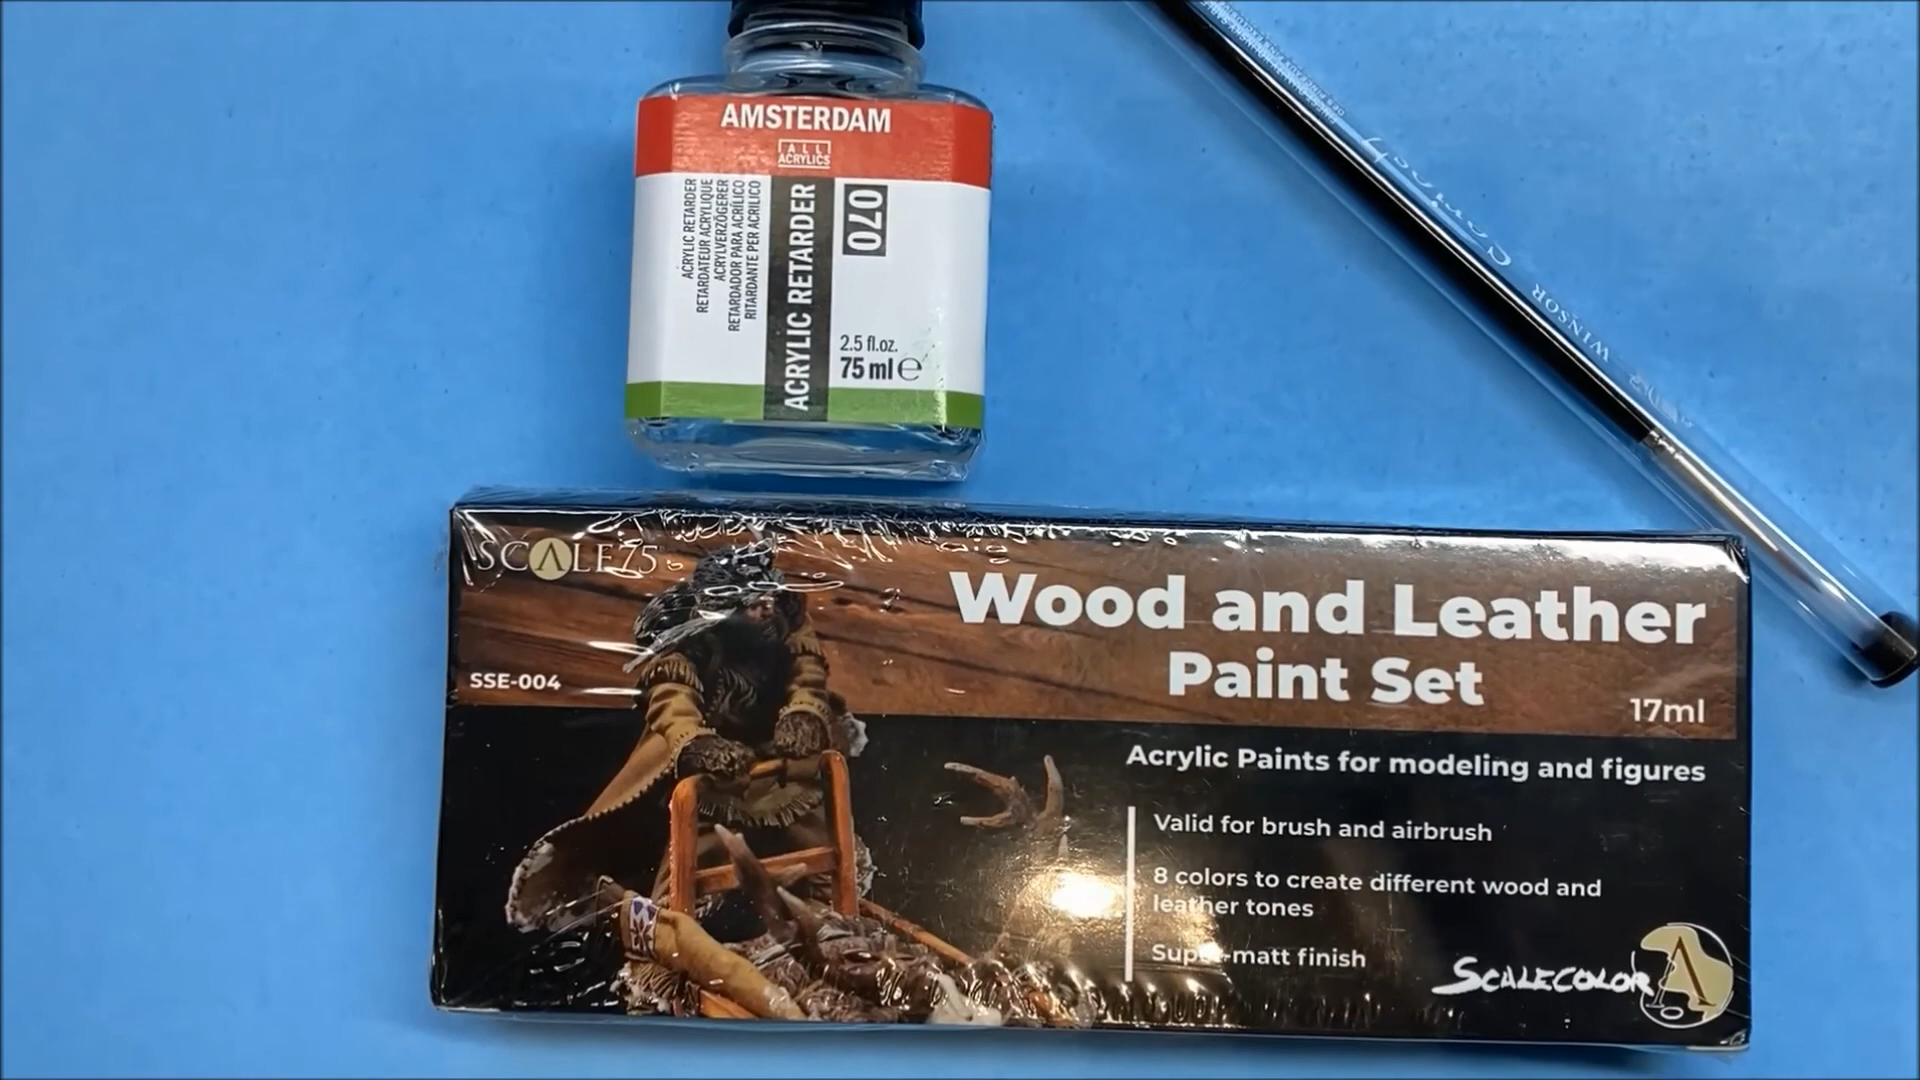 AMSTERDAM
ALL
ACRYLICS
ACRYLIC RETARDER
RETARDATEUR ACRYLIQUE
ACRYLVERZÖGERER
RETARDADOR PARA ACRÍLICO
RITARDANTE PER ACRILICO
ACRYLIC RETARDER
070
2.5 fl.oz.
75 ml e
WINSOR
SCALE75
SSE-004
Wood and Leather
Paint Set
17ml
Acrylic Paints for modeling and figures
Valid for brush and airbrush
8 colors to create different wood and
leather tones
Super-matt finish
SCALECOLOR